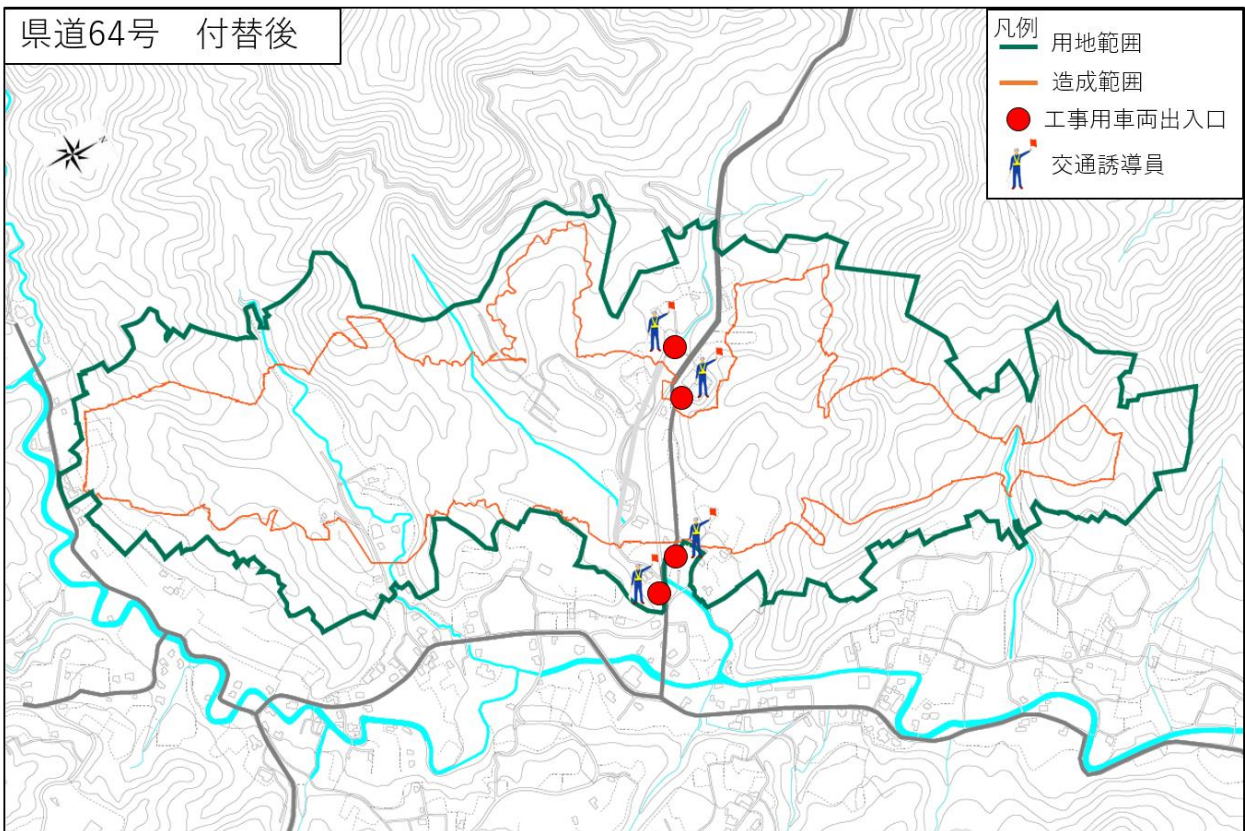 県道64号　付替後
凡例
用地範囲
造成範囲
工事用車両出入口
交通誘導員
N